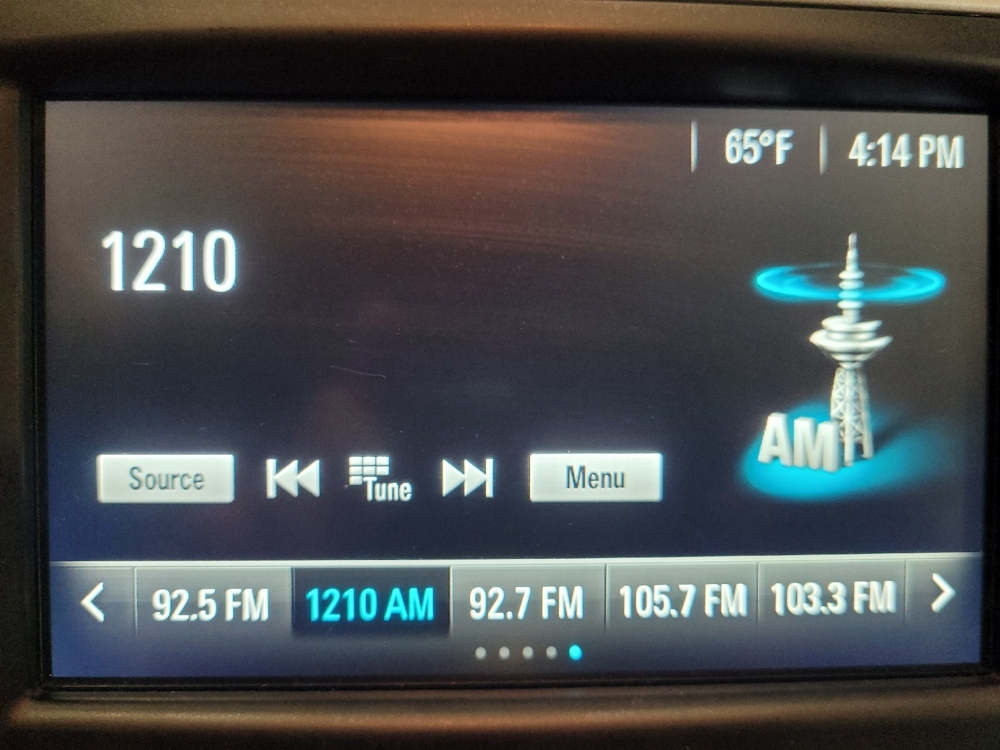 65°F 4:14 PM
1210
AM
Source Tune Menu
92.5 FM 1210 AM 92.7 FM 105.7 FM 103.3 FM